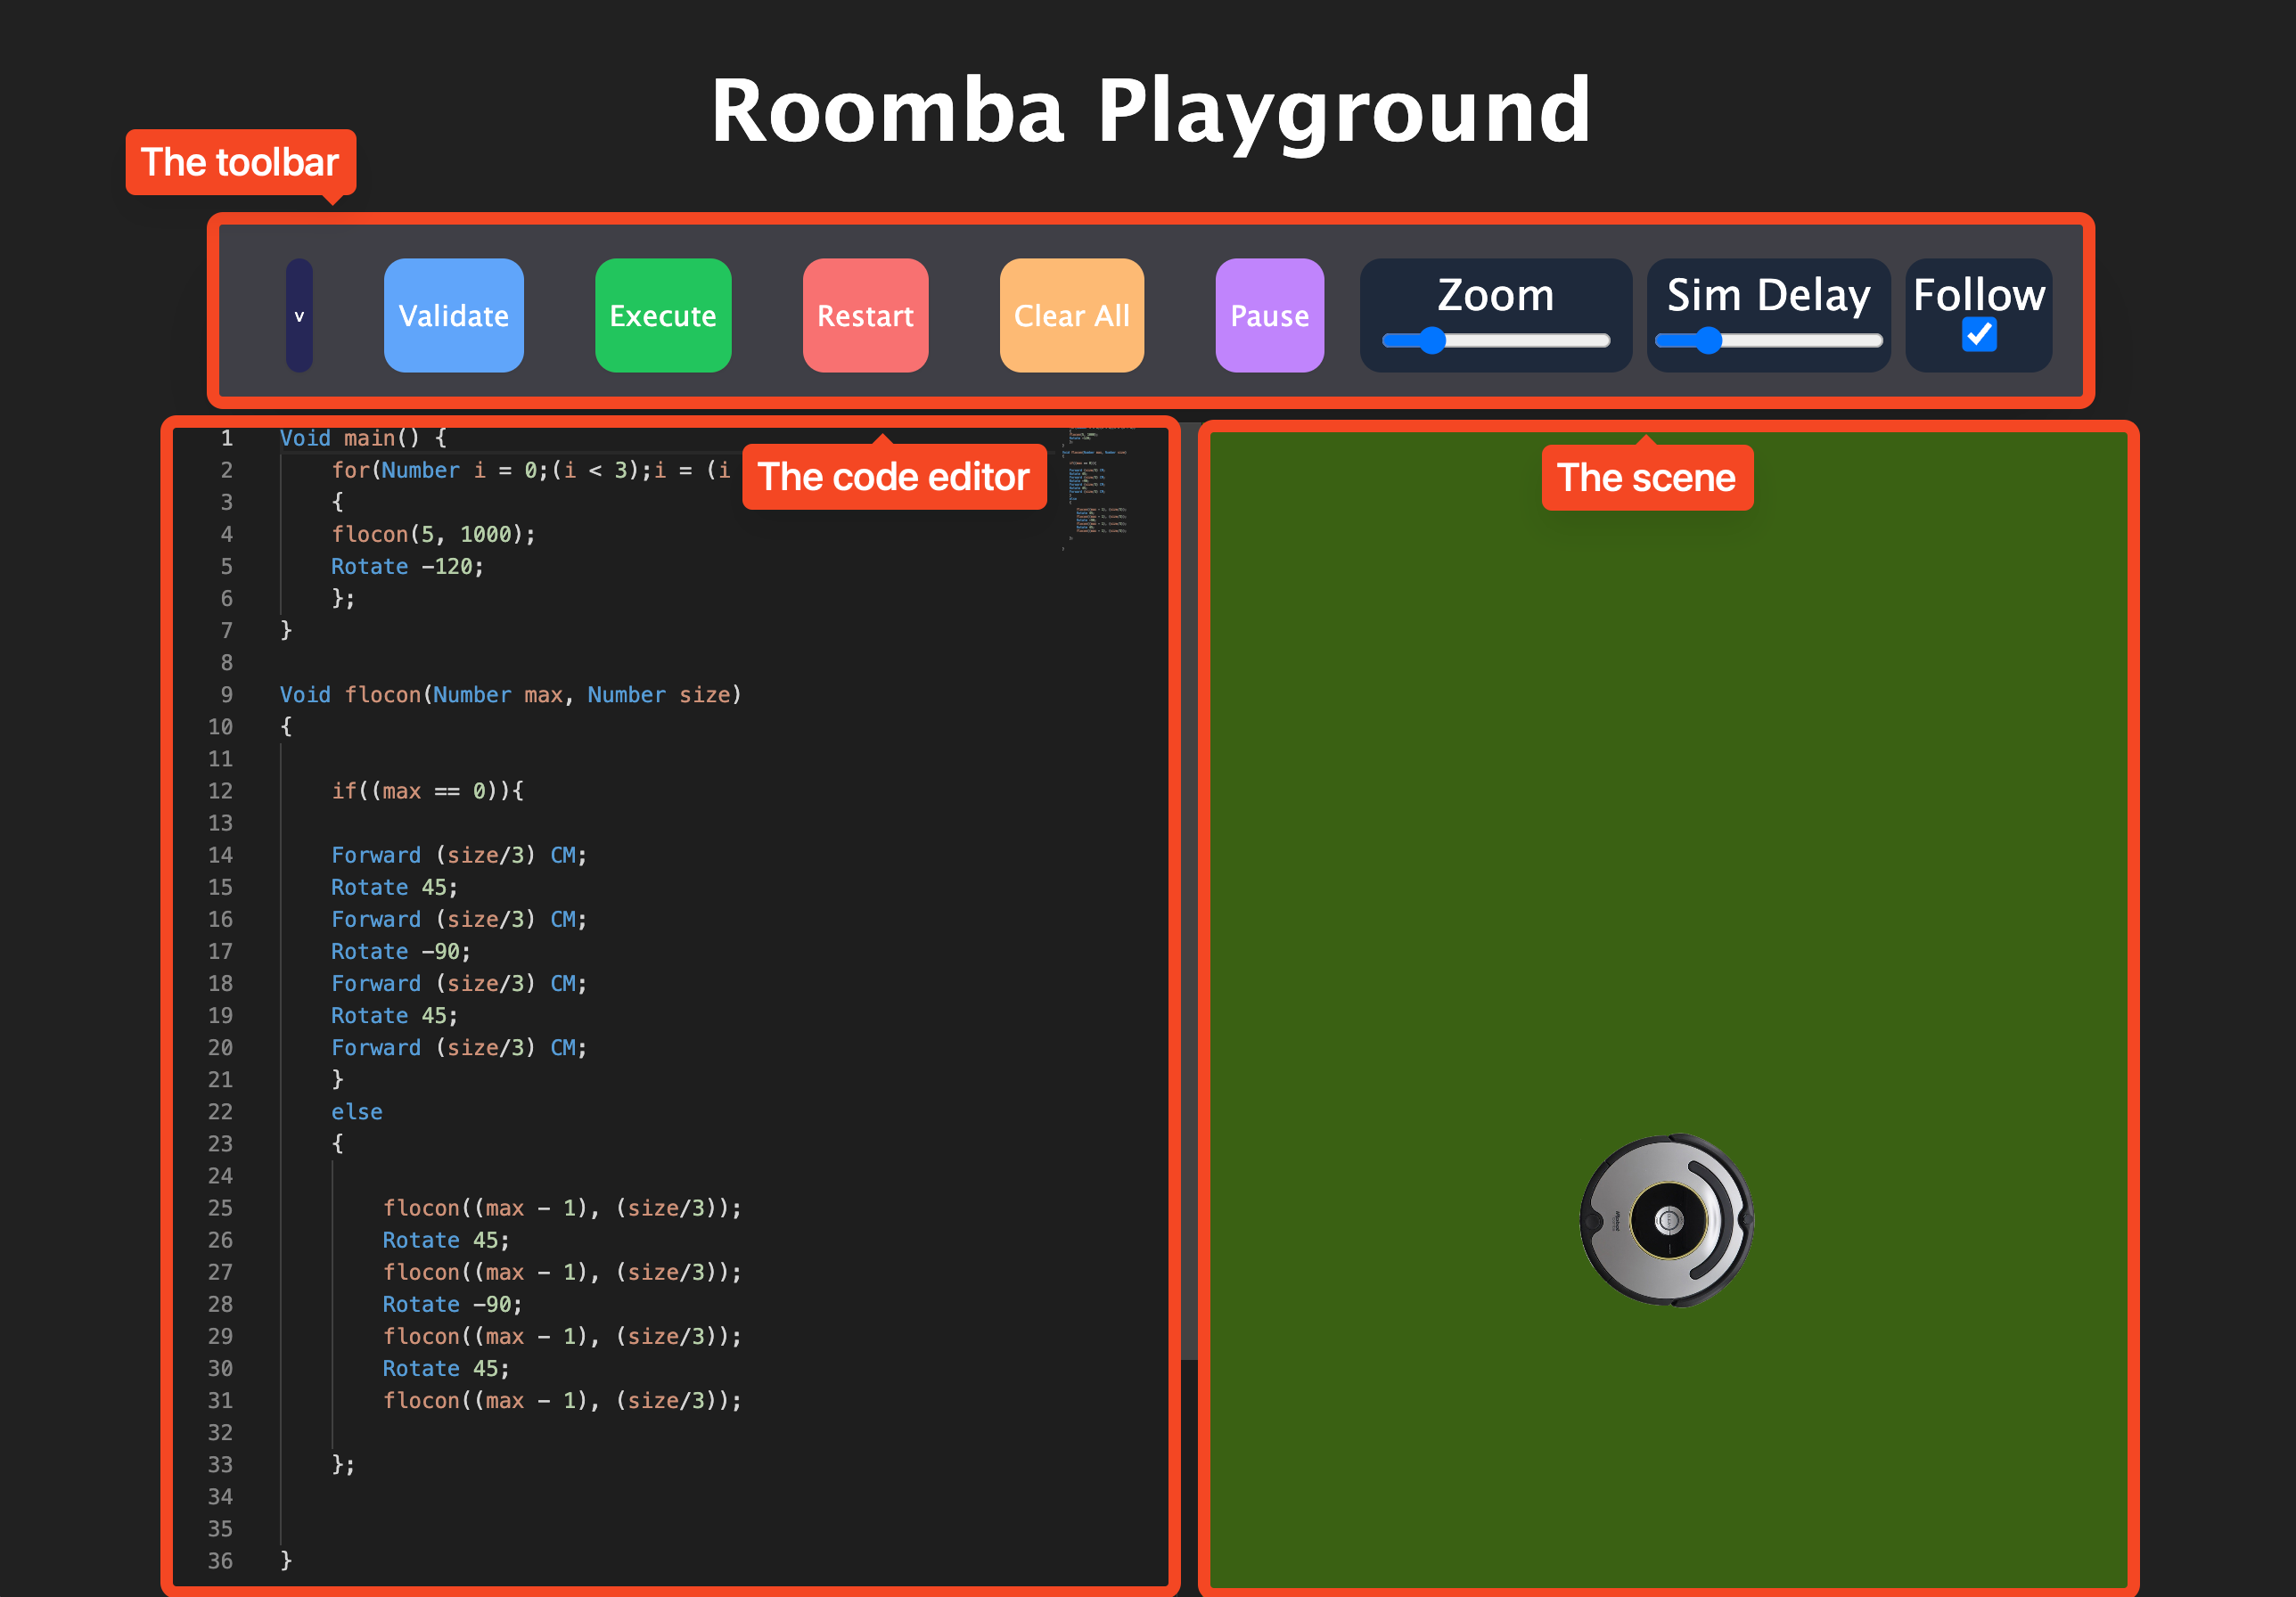 Roomba Playground
The toolbar
v
Validate
Execute
Restart
Clear All
Pause
Zoom
Sim Delay
Follow
The code editor
The scene
1 Void main() {
2 for(Number i = 0;(i < 3);i = (i
3 {
4 flocon(5, 1000);
5 Rotate -120;
6 };
7 }
8
9 Void flocon(Number max, Number size)
10 {
11
12 if((max == 0)){
13
14 Forward (size/3) CM;
15 Rotate 45;
16 Forward (size/3) CM;
17 Rotate -90;
18 Forward (size/3) CM;
19 Rotate 45;
20 Forward (size/3) CM;
21 }
22 else
23 {
24
25 flocon((max - 1), (size/3));
26 Rotate 45;
27 flocon((max - 1), (size/3));
28 Rotate -90;
29 flocon((max - 1), (size/3));
30 Rotate 45;
31 flocon((max - 1), (size/3));
32
33 };
34
35
36 }